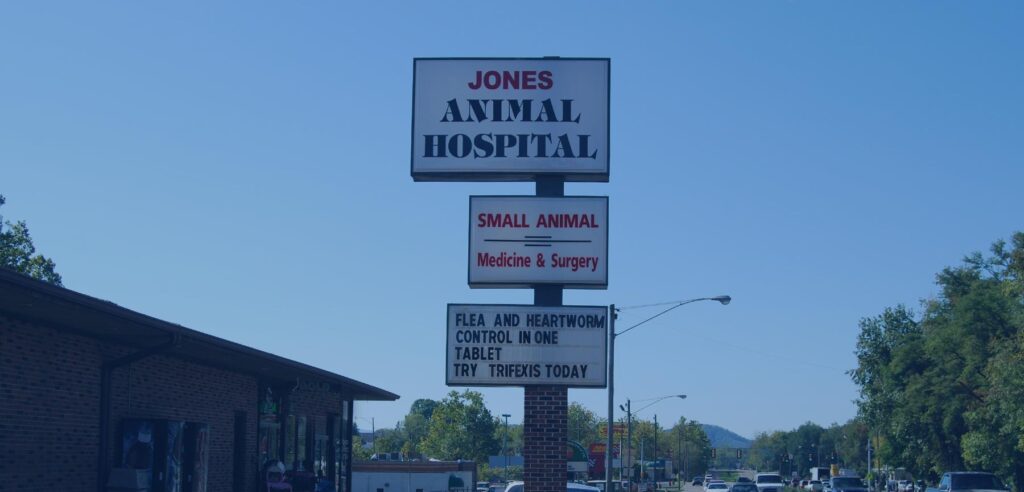 JONES
ANIMAL
HOSPITAL
SMALL ANIMAL
Medicine & Surgery
FLEA AND HEARTWORM
CONTROL IN ONE
TABLET
TRY TRIFEXIS TODAY